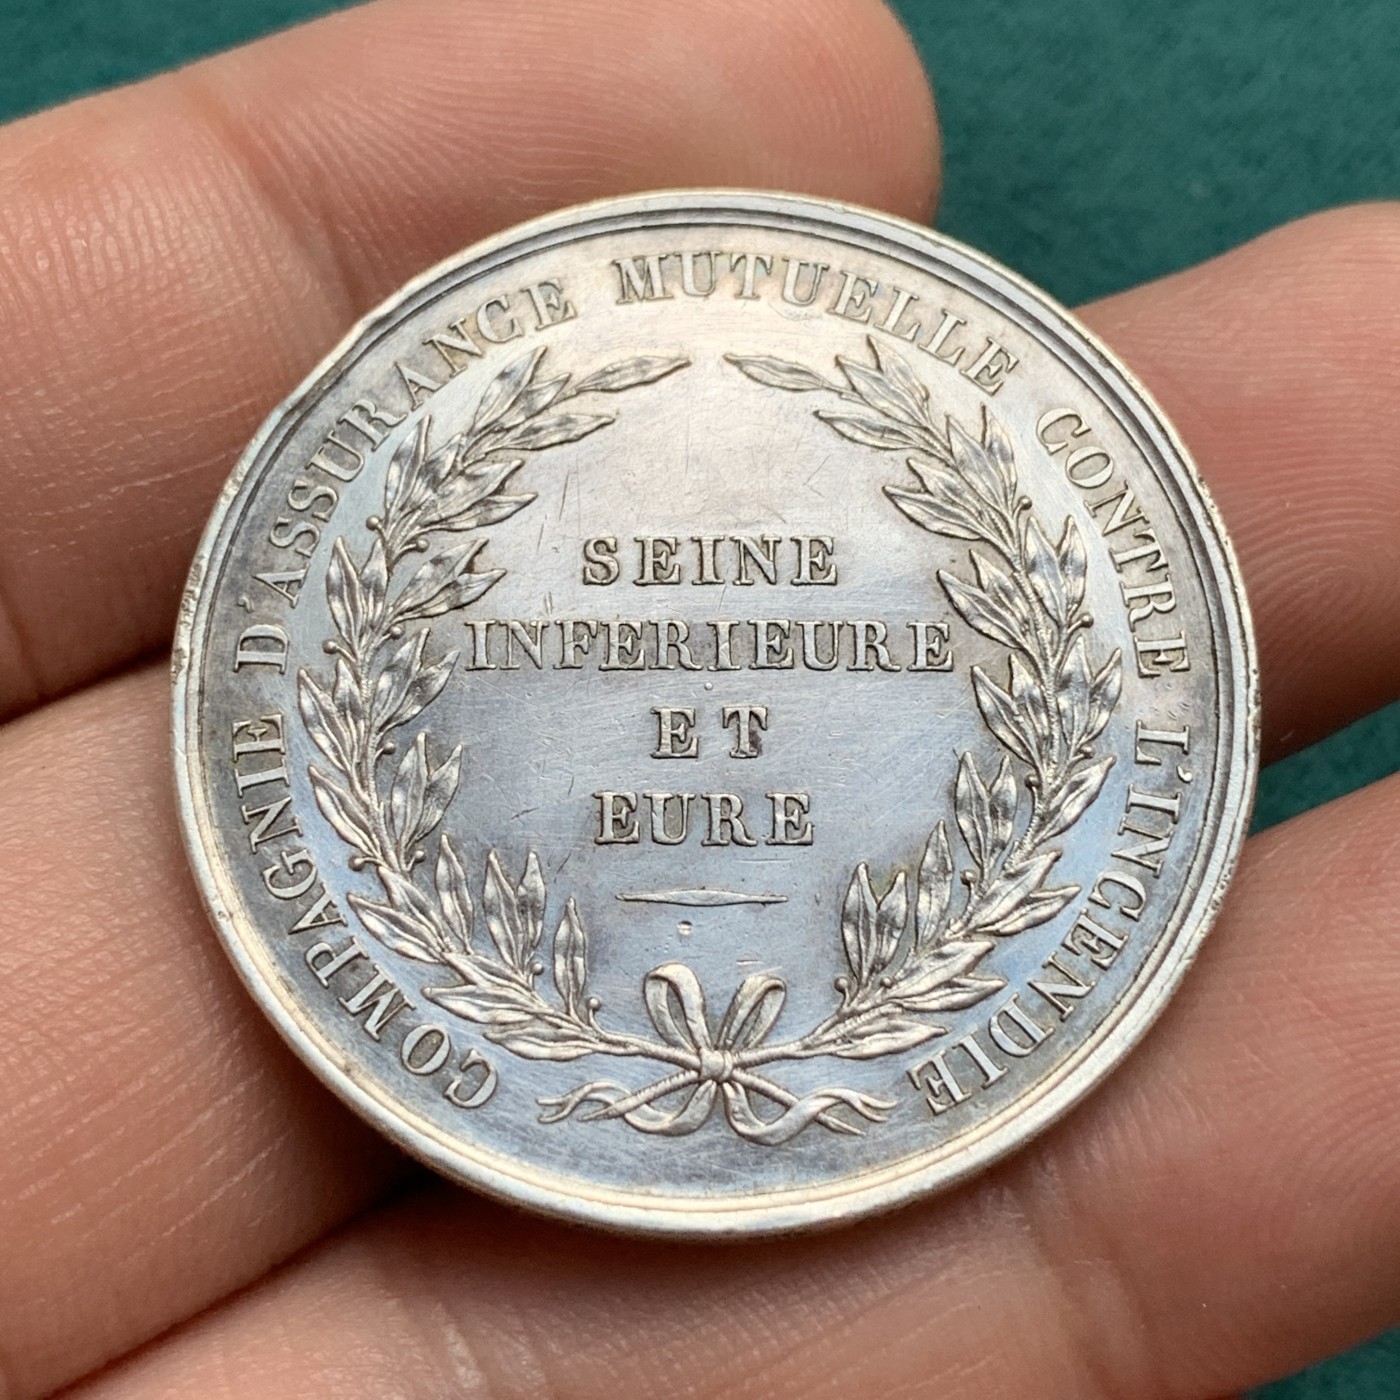 COMPAGNIE D'ASSURANCE MUTUELLE CONTRE L'INCENDIE
SEINE
INFERIEURE
ET
EURE